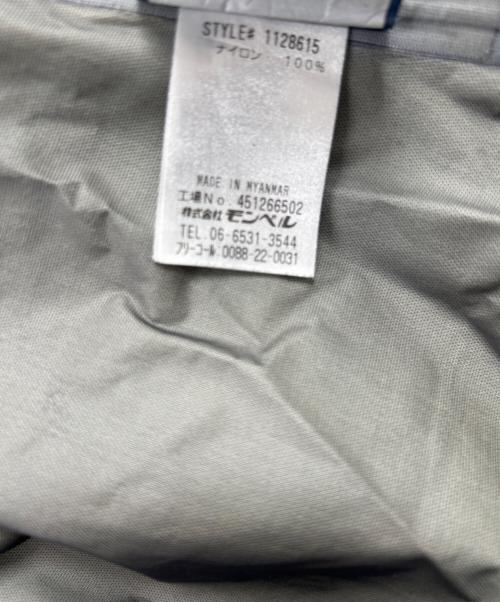 STYLE# 1128615
ナイロン 100%
MADE IN MYANMAR
工場No. 451266502
株式会社 モンベル
TEL.06-6531-3544
フリーコール:0088-22-0031